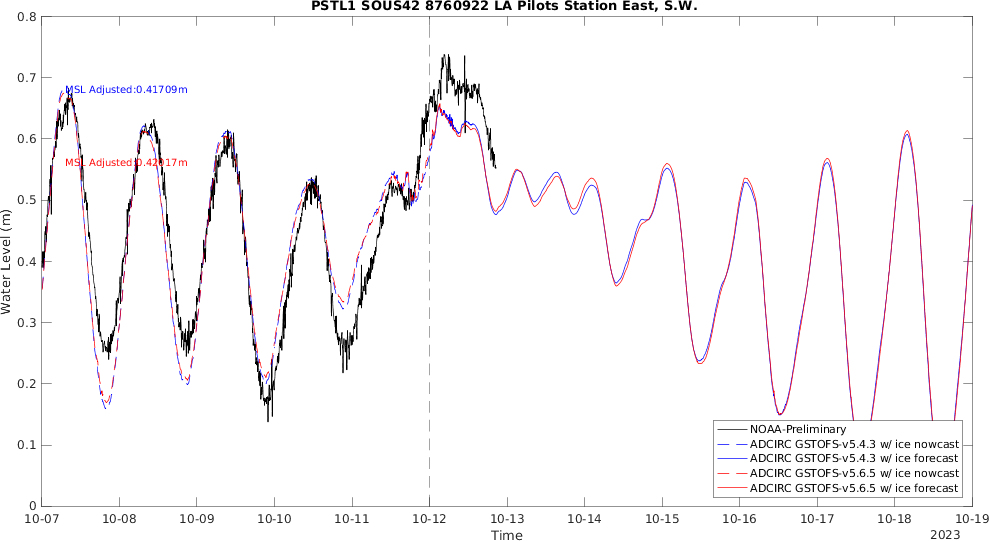 PSTL1 SOUS42 8760922 LA Pilots Station East, S.W.
0.8
0.7
0.6
0.5
0.4
0.3
0.2
0.1
0
Water Level (m)
MSL Adjusted:0.41709m
MSL Adjusted:0.42017m
NOAA-Preliminary
ADCIRC GSTOFS-v5.4.3 w/ ice nowcast
ADCIRC GSTOFS-v5.4.3 w/ ice forecast
ADCIRC GSTOFS-v5.6.5 w/ ice nowcast
ADCIRC GSTOFS-v5.6.5 w/ ice forecast
10-07 10-08 10-09 10-10 10-11 10-12 10-13 10-14 10-15 10-16 10-17 10-18 10-19
Time
2023